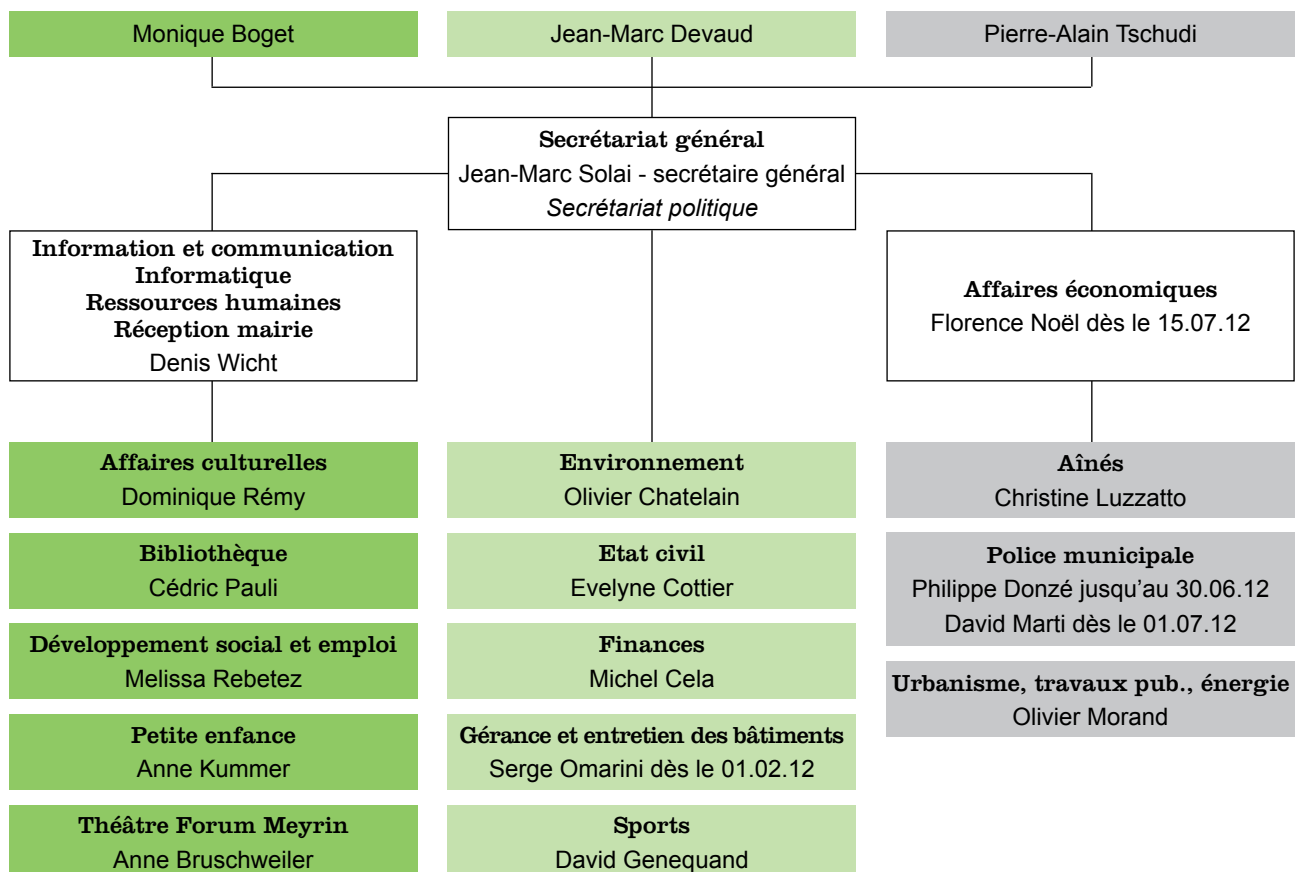 Monique Boget
Jean-Marc Devaud
Pierre-Alain Tschudi
Secrétariat général
Jean-Marc Solai - secrétaire général
Secrétariat politique
Information et communication
Informatique
Ressources humaines
Réception mairie
Denis Wicht
Affaires économiques
Florence Noël dès le 15.07.12
Affaires culturelles
Dominique Rémy
Bibliothèque
Cédric Pauli
Développement social et emploi
Melissa Rebetez
Petite enfance
Anne Kummer
Théâtre Forum Meyrin
Anne Bruschweiler
Environnement
Olivier Chatelain
Etat civil
Evelyne Cottier
Finances
Michel Cela
Gérance et entretien des bâtiments
Serge Omarini dès le 01.02.12
Sports
David Genequand
Aînés
Christine Luzzatto
Police municipale
Philippe Donzé jusqu’au 30.06.12
David Marti dès le 01.07.12
Urbanisme, travaux pub., énergie
Olivier Morand